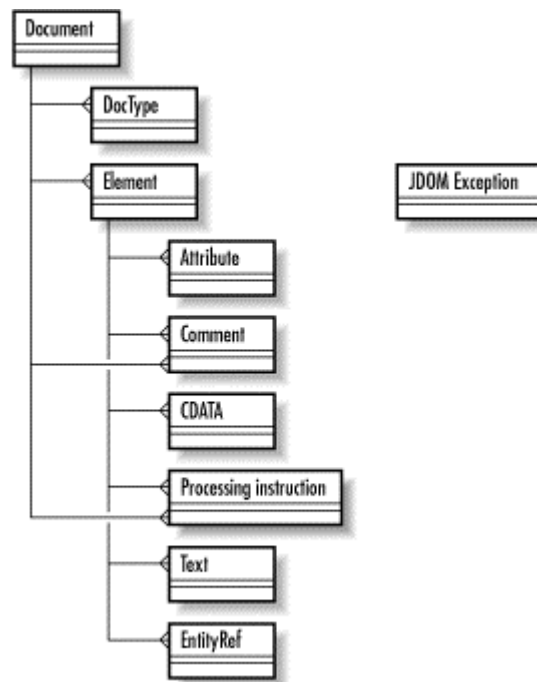 Document
DocType
Element
JDOM Exception
Attribute
Comment
CDATA
Processing instruction
Text
EntityRef